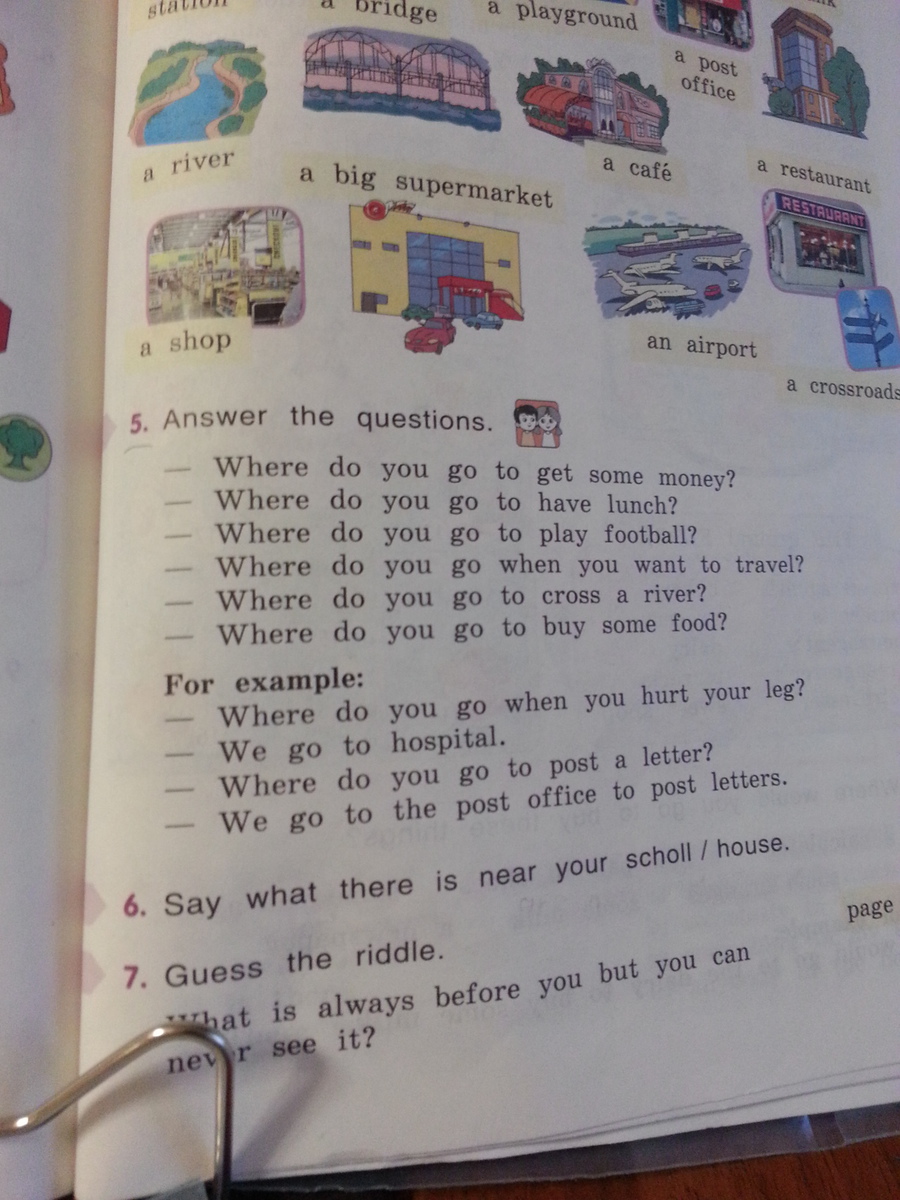 station
a bridge
a playground
a post
office
a river
a big supermarket
a café
a restaurant
RESTAURANT
a shop
an airport
a crossroads
5. Answer the questions.
— Where do you go to get some money?
— Where do you go to have lunch?
— Where do you go to play football?
— Where do you go when you want to travel?
— Where do you go to cross a river?
— Where do you go to buy some food?
For example:
— Where do you go when you hurt your leg?
— We go to hospital.
— Where do you go to post a letter?
— We go to the post office to post letters.
6. Say what there is near your scholl / house.
page
7. Guess the riddle.
What is always before you but you can
never see it?